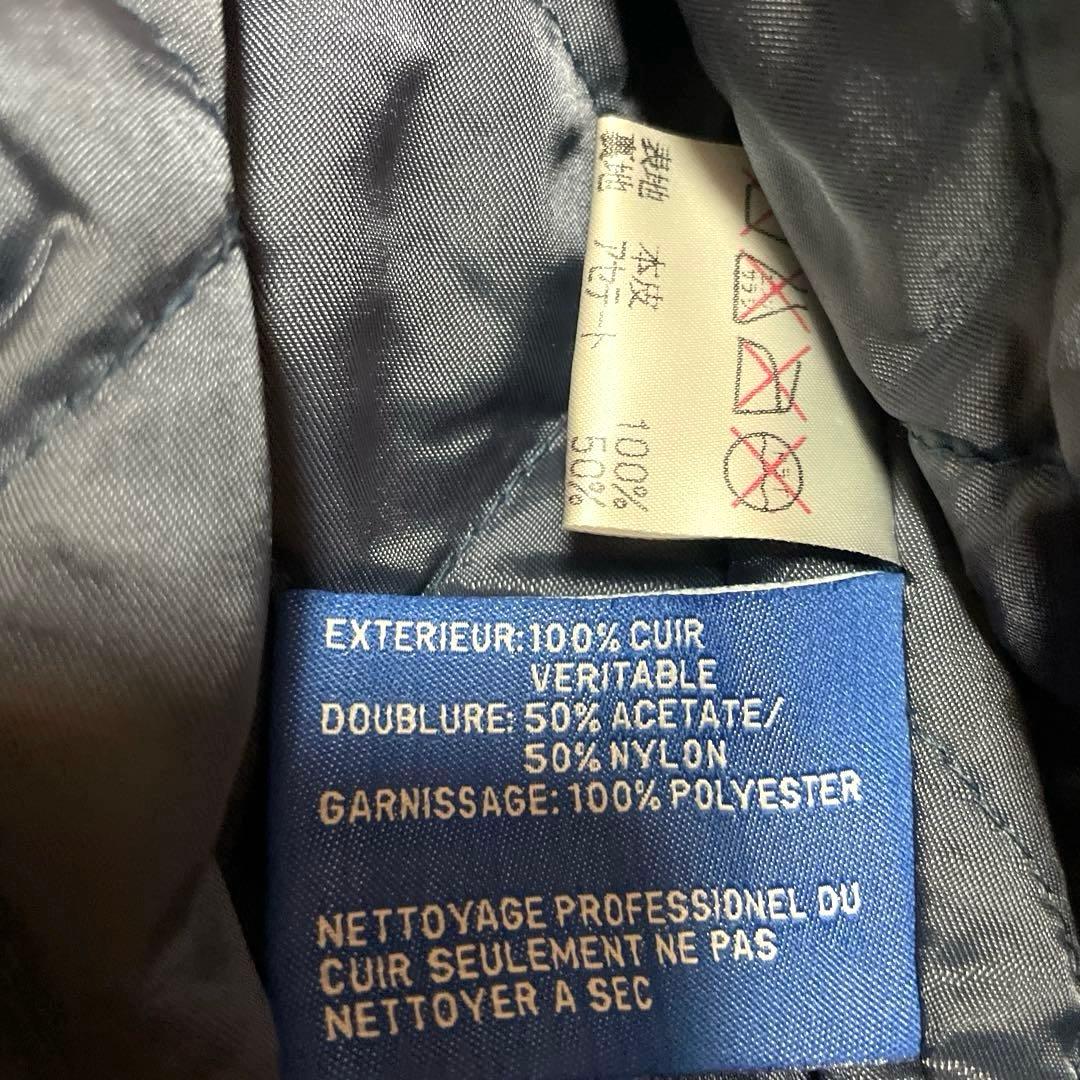 表地 本皮 100%
裏地 アセテート 50%
EXTERIEUR: 100% CUIR
VERITABLE
DOUBLURE: 50% ACETATE/
50% NYLON
GARNISSAGE: 100% POLYESTER
NETTOYAGE PROFESSIONEL DU
CUIR SEULEMENT NE PAS
NETTOYER A SEC